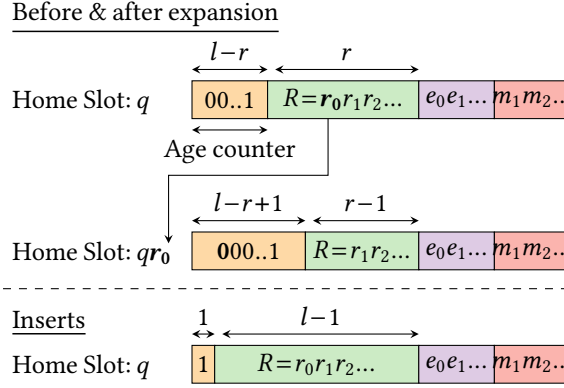 Before & after expansion
l−r r
Home Slot: q 00..1 R=r₀r₁r₂... e₀e₁... m₁m₂..
Age counter
l−r+1 r−1
Home Slot: qr₀ 000..1 R=r₁r₂... e₀e₁... m₁m₂..
Inserts
1 l−1
Home Slot: q 1 R=r₀r₁r₂... e₀e₁... m₁m₂..